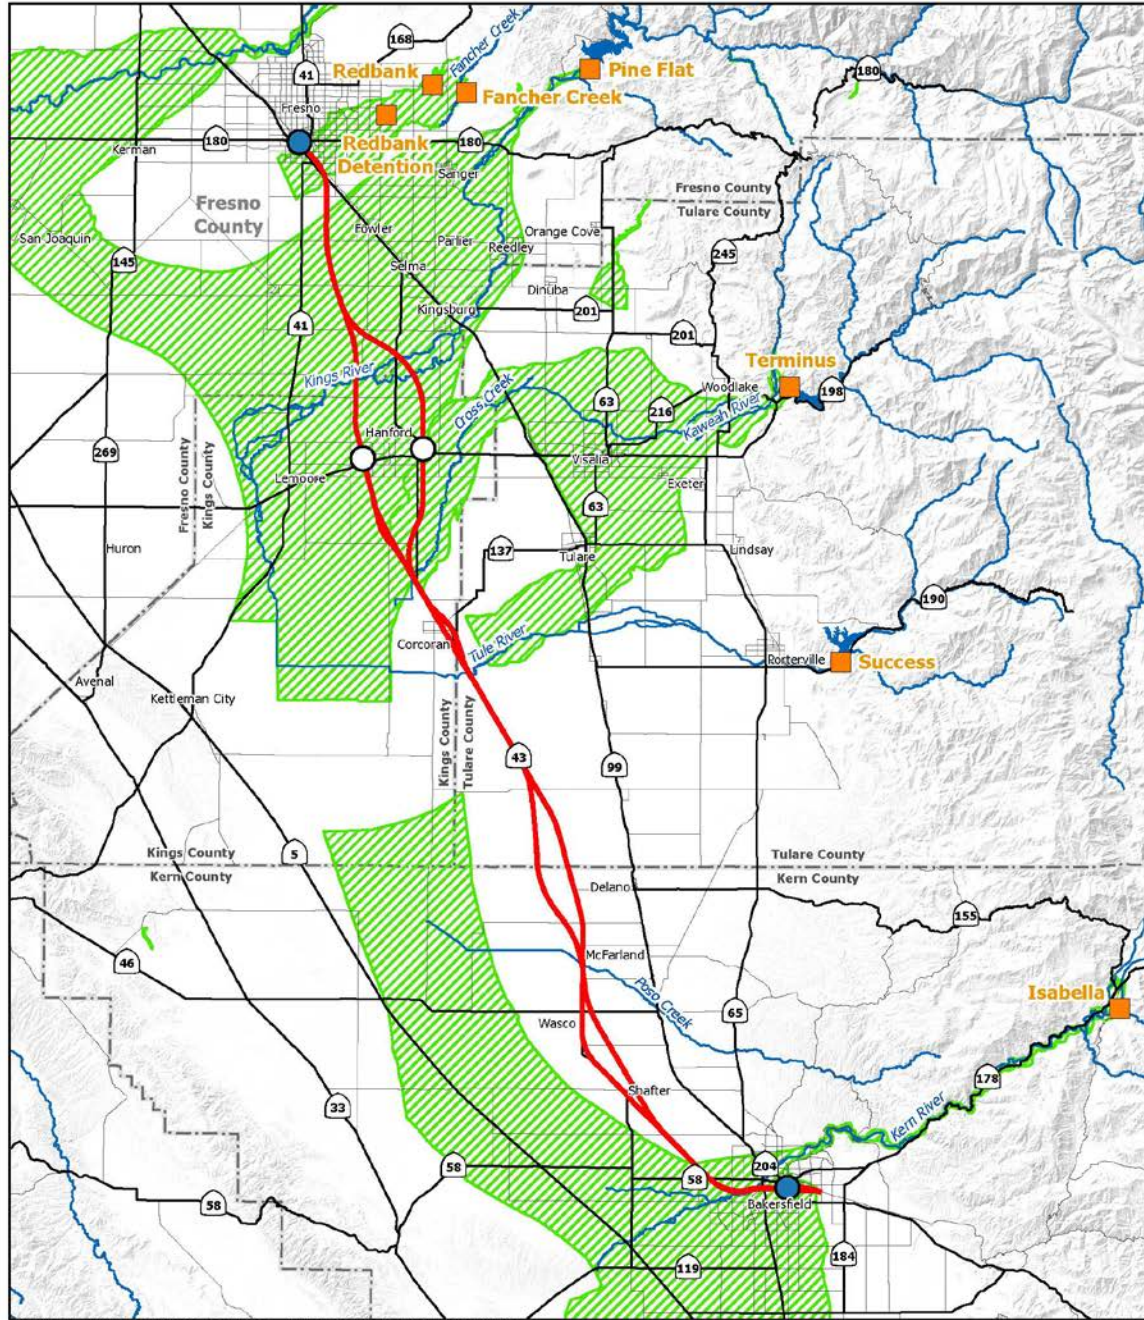 168
Fancher Creek
Redbank
Pine Flat
180
41
Fancher Creek
Fresno
Redbank
Detention
180
180
Kerman
Sanger
Fresno County
Tulare County
Fresno
County
San Joaquin
Fowler
Parlier
Orange Cove
Reedley
245
145
Selma
Dinuba
Kingsburg
201
41
201
Kings River
Terminus
Cross Creek
Woodlake
198
63
216
Kaweah River
Hanford
269
Visalia
Lemoore
Exeter
Fresno County
Kings County
63
Huron
137
Tulare
Lindsay
190
Corcoran
Tule River
Porterville
Success
Avenal
Kettleman City
Kings County
Tulare County
43
99
Kings County
Kern County
5
Tulare County
Kern County
Delano
155
46
McFarland
Poso Creek
Isabella
65
Wasco
178
Shafter
33
Kern River
58
204
58
58
Bakersfield
184
119